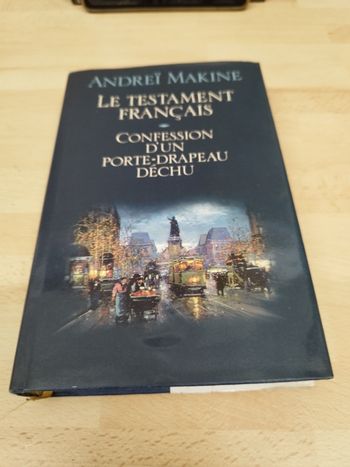 ANDREÏ MAKINE
LE TESTAMENT
FRANÇAIS
CONFESSION
D'UN
PORTE-DRAPEAU
DÉCHU